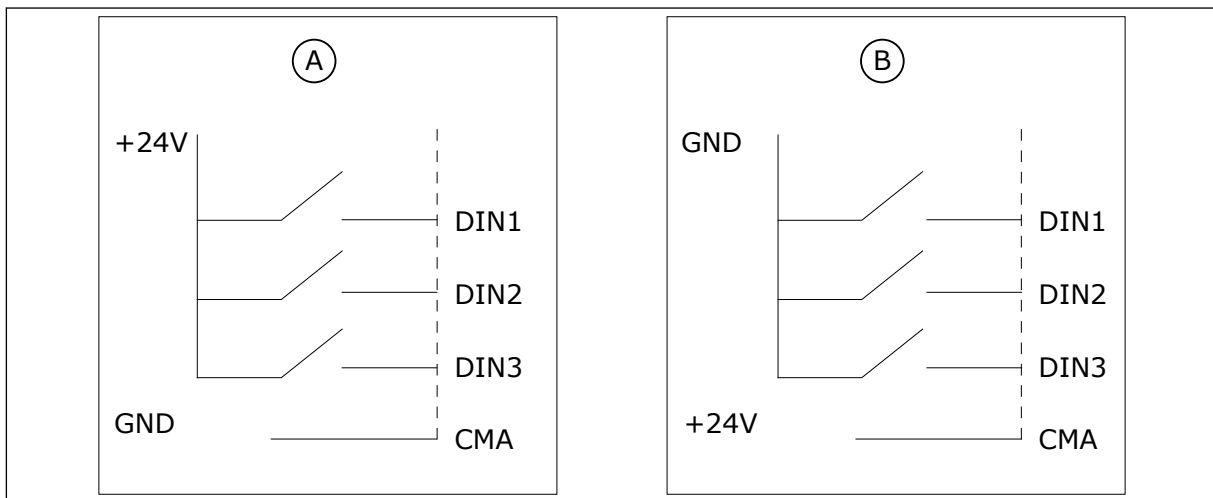 A
+24V
DIN1
DIN2
DIN3
GND
CMA
B
GND
DIN1
DIN2
DIN3
+24V
CMA